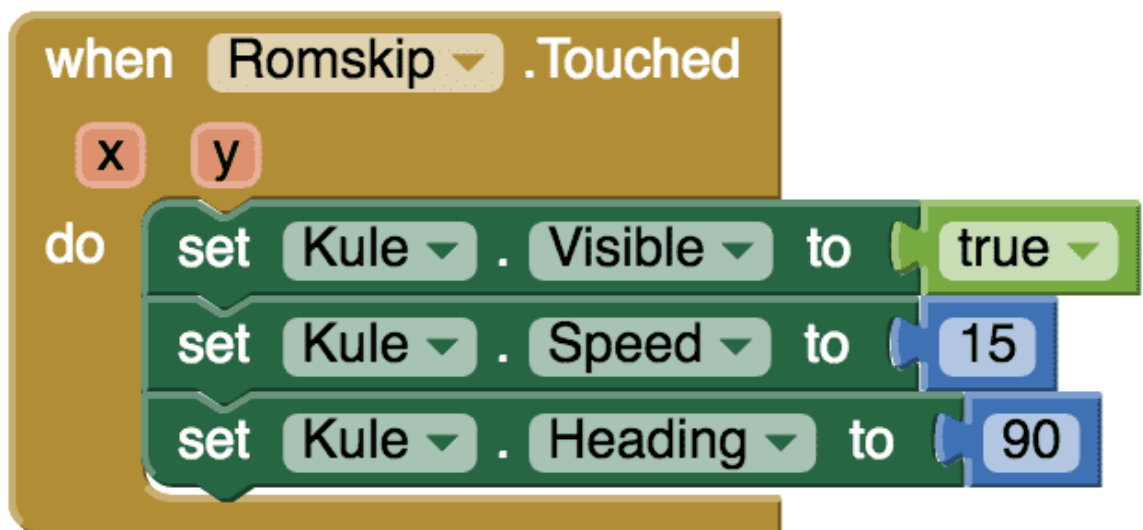 when Romskip .Touched
x y
do set Kule . Visible to true
set Kule . Speed to 15
set Kule . Heading to 90